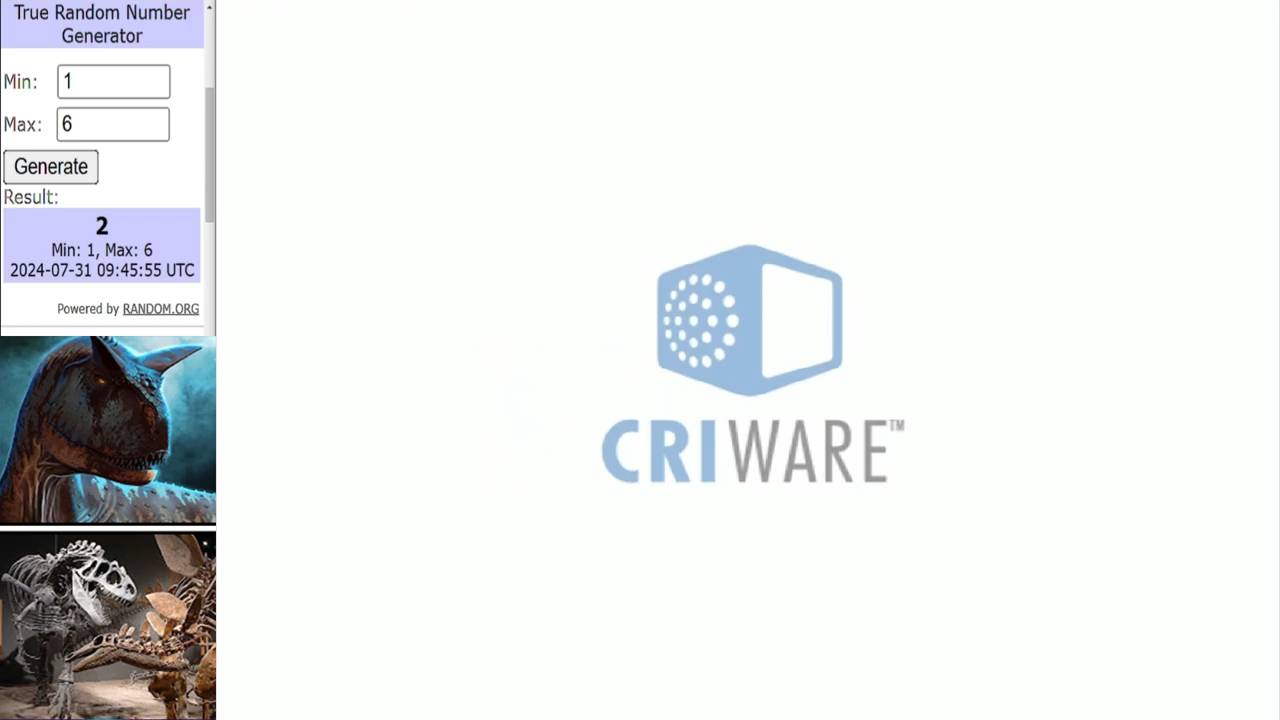 True Random Number
Generator
Min: 1
Max: 6
Generate
Result:
2
Min: 1, Max: 6
2024-07-31 09:45:55 UTC
Powered by RANDOM.ORG
CRIWARE™